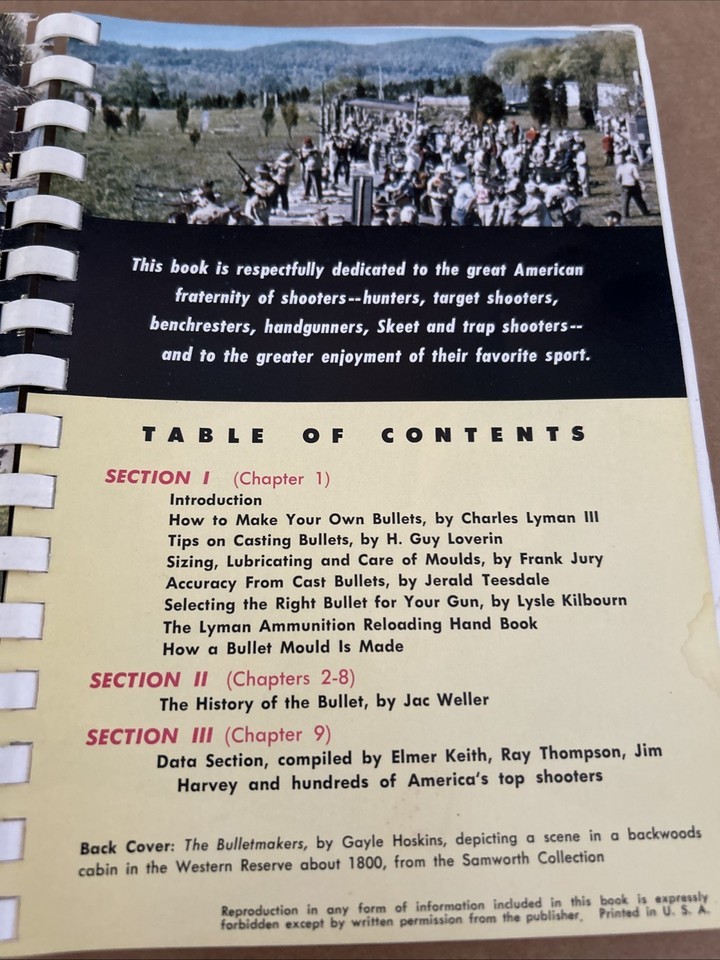 This book is respectfully dedicated to the great American
fraternity of shooters--hunters, target shooters,
benchresters, handgunners, Skeet and trap shooters--
and to the greater enjoyment of their favorite sport.
TABLE OF CONTENTS
SECTION I (Chapter 1)
Introduction
How to Make Your Own Bullets, by Charles Lyman III
Tips on Casting Bullets, by H. Guy Loverin
Sizing, Lubricating and Care of Moulds, by Frank Jury
Accuracy From Cast Bullets, by Jerald Teesdale
Selecting the Right Bullet for Your Gun, by Lysle Kilbourn
The Lyman Ammunition Reloading Hand Book
How a Bullet Mould Is Made
SECTION II (Chapters 2-8)
The History of the Bullet, by Jac Weller
SECTION III (Chapter 9)
Data Section, compiled by Elmer Keith, Ray Thompson, Jim
Harvey and hundreds of America's top shooters
Back Cover: The Bulletmakers, by Gayle Hoskins, depicting a scene in a backwoods
cabin in the Western Reserve about 1800, from the Samworth Collection
Reproduction in any form of information included in this book is expressly
forbidden except by written permission from the publisher. Printed in U. S. A.